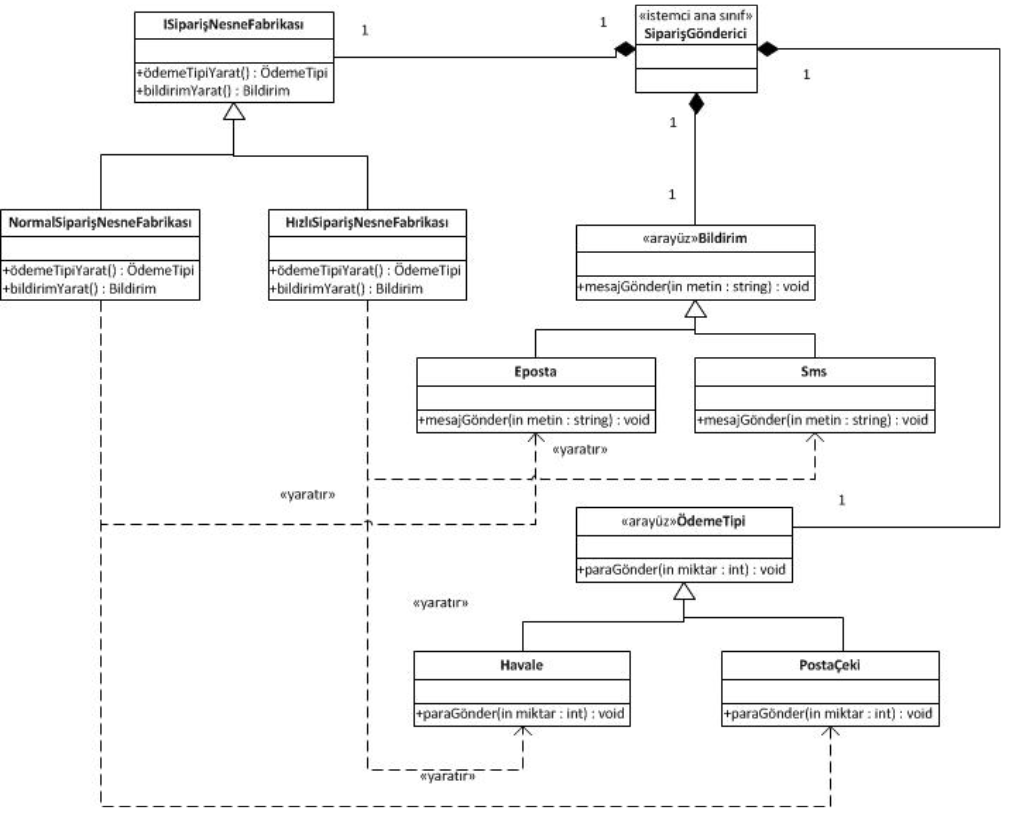 ISiparişNesneFabrikası
+ödemeTipiYarat() : ÖdemeTipi
+bildirimYarat() : Bildirim
1
1
«istemci ana sınıf»
SiparişGönderici
1
1
1
NormalSiparişNesneFabrikası
+ödemeTipiYarat() : ÖdemeTipi
+bildirimYarat() : Bildirim
HızlıSiparişNesneFabrikası
+ödemeTipiYarat() : ÖdemeTipi
+bildirimYarat() : Bildirim
«arayüz»Bildirim
+mesajGönder(in metin : string) : void
Eposta
+mesajGönder(in metin : string) : void
Sms
+mesajGönder(in metin : string) : void
«yaratır»
«yaratır»
1
«arayüz»ÖdemeTipi
+paraGönder(in miktar : int) : void
«yaratır»
Havale
+paraGönder(in miktar : int) : void
PostaÇeki
+paraGönder(in miktar : int) : void
«yaratır»